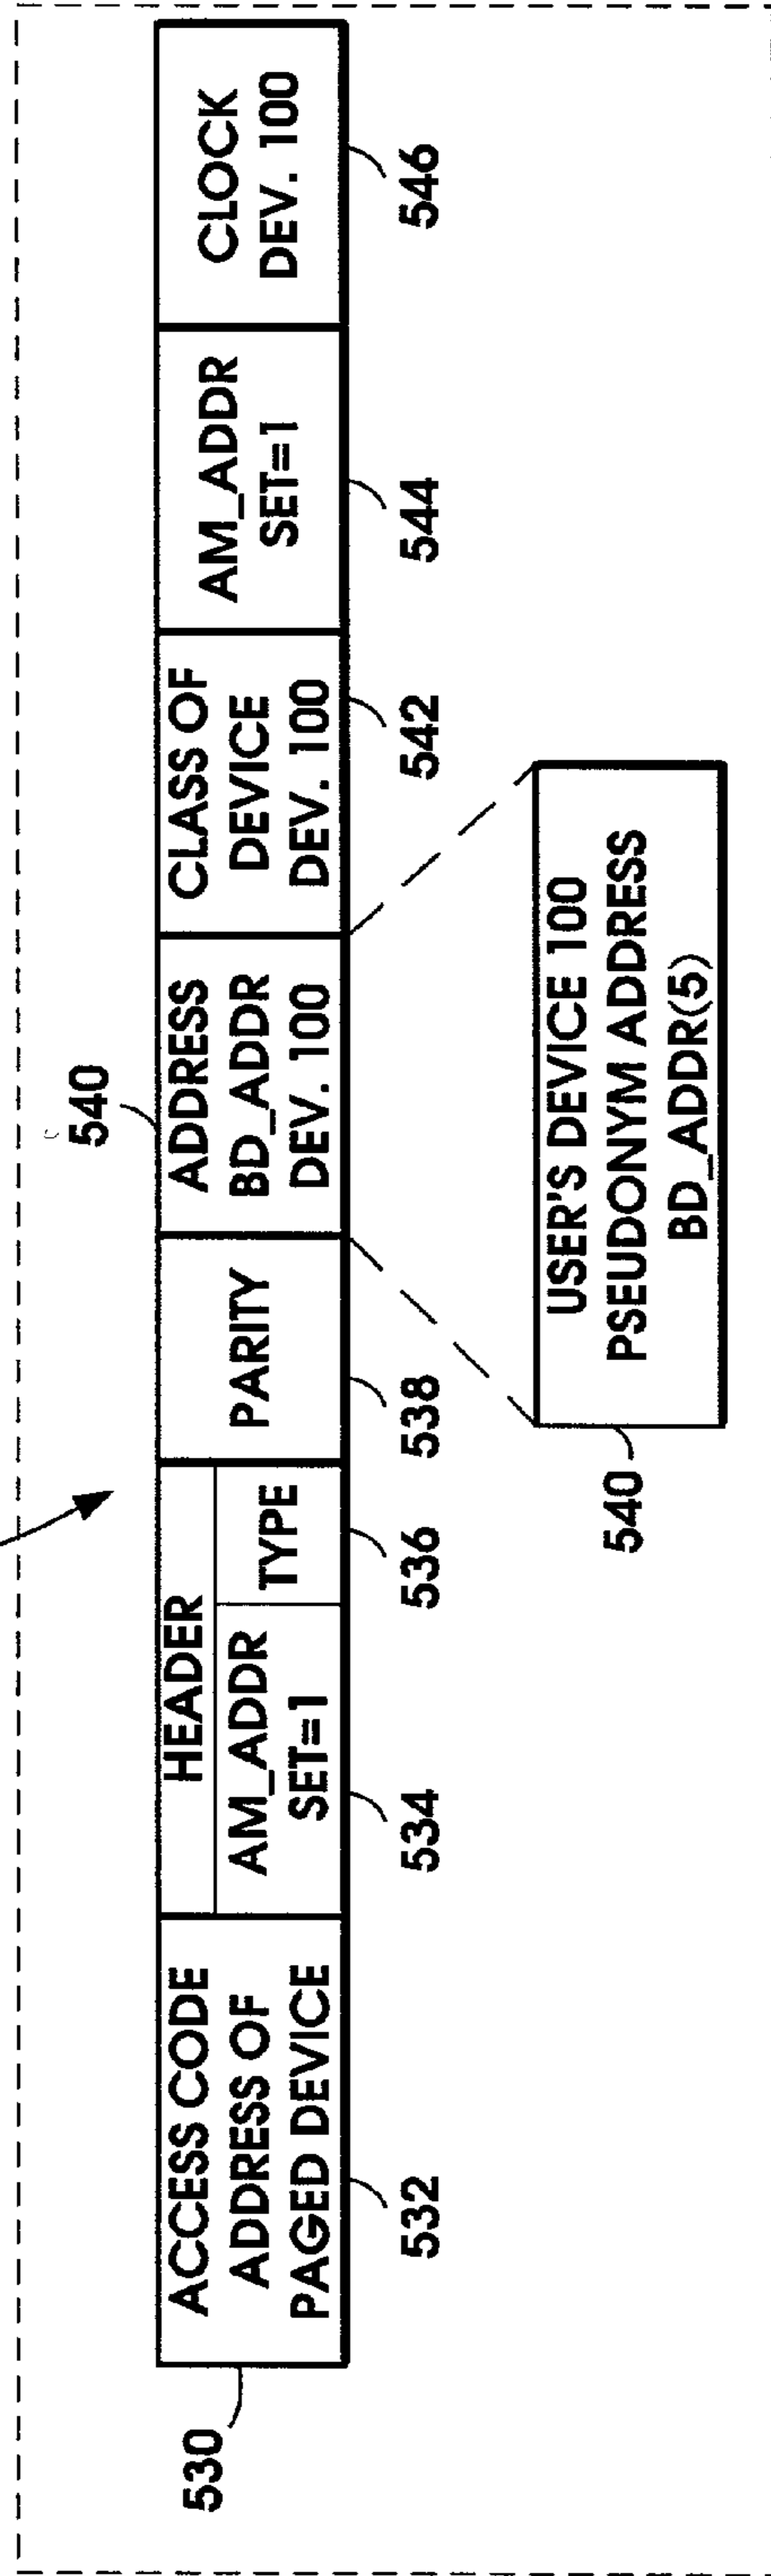 540
530
ACCESS CODE
ADDRESS OF
PAGED DEVICE
HEADER
AM_ADDR
SET=1
TYPE
PARITY
ADDRESS
BD_ADDR
DEV. 100
CLASS OF
DEVICE
DEV. 100
AM_ADDR
SET=1
CLOCK
DEV. 100
532
534
536
538
542
544
546
540
USER'S DEVICE 100
PSEUDONYM ADDRESS
BD_ADDR(5)